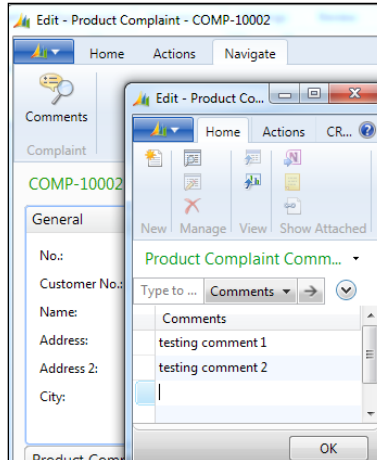 Edit - Product Complaint - COMP-10002
Home Actions Navigate
Comments
Complaint
COMP-10002
General
No.:
Customer No.:
Name:
Address:
Address 2:
City:
Edit - Product Co...
Home Actions CR...
New Manage View Show Attached
Product Complaint Comm...
Type to ... Comments
Comments
testing comment 1
testing comment 2
OK
Product Com